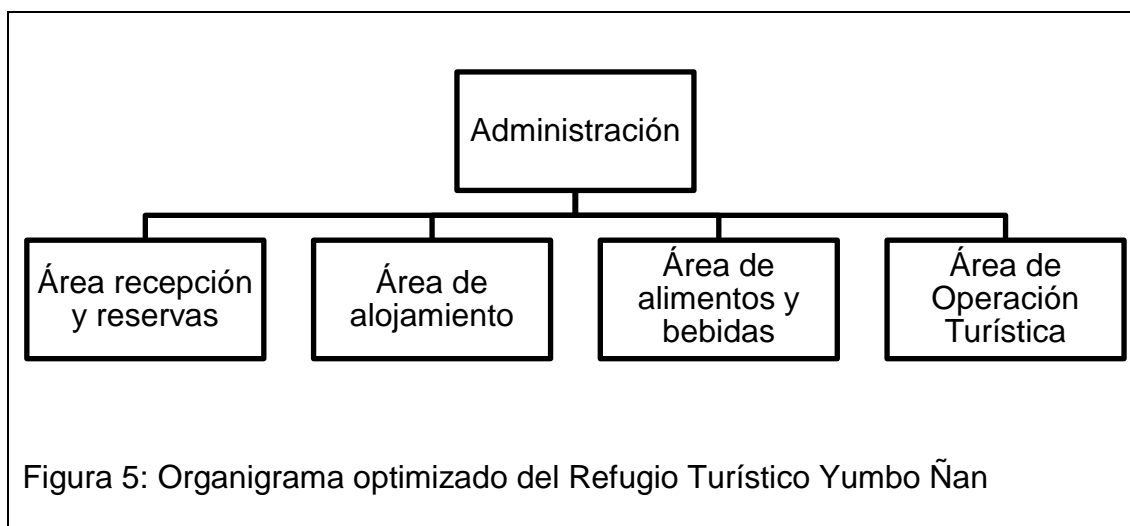 Administración
Área recepción
y reservas
Área de
alojamiento
Área de
alimentos y
bebidas
Área de
Operación
Turística
Figura 5: Organigrama optimizado del Refugio Turístico Yumbo Ñan